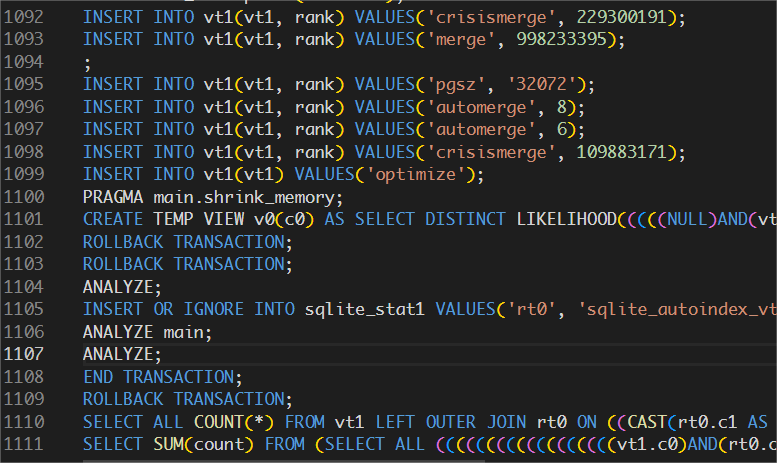 1092 INSERT INTO vt1(vt1, rank) VALUES('crisismerge', 229300191);
1093 INSERT INTO vt1(vt1, rank) VALUES('merge', 998233395);
1094 ;
1095 INSERT INTO vt1(vt1, rank) VALUES('pgsz', '32072');
1096 INSERT INTO vt1(vt1, rank) VALUES('automerge', 8);
1097 INSERT INTO vt1(vt1, rank) VALUES('automerge', 6);
1098 INSERT INTO vt1(vt1, rank) VALUES('crisismerge', 109883171);
1099 INSERT INTO vt1(vt1) VALUES('optimize');
1100 PRAGMA main.shrink_memory;
1101 CREATE TEMP VIEW v0(c0) AS SELECT DISTINCT LIKELIHOOD(((((NULL)AND(vt
1102 ROLLBACK TRANSACTION;
1103 ROLLBACK TRANSACTION;
1104 ANALYZE;
1105 INSERT OR IGNORE INTO sqlite_stat1 VALUES('rt0', 'sqlite_autoindex_vt
1106 ANALYZE main;
1107 ANALYZE;
1108 END TRANSACTION;
1109 ROLLBACK TRANSACTION;
1110 SELECT ALL COUNT(*) FROM vt1 LEFT OUTER JOIN rt0 ON ((CAST(rt0.c1 AS
1111 SELECT SUM(count) FROM (SELECT ALL ((((((((((((((((((vt1.c0)AND(rt0.c